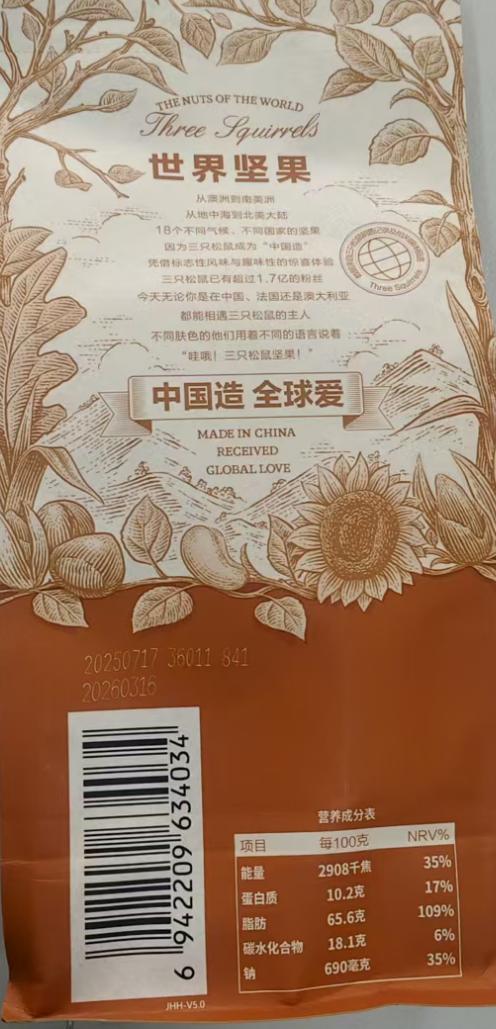 THE NUTS OF THE WORLD
Three Squirrels
世界坚果
从澳洲到南美洲
从地中海到北美大陆
18个不同气候、不同国家的坚果
因为三只松鼠成为“中国造”
凭借标志性风味与趣味性的惊喜体验
三只松鼠已有超过1.7亿的粉丝
今天无论你是在中国、法国还是澳大利亚
都能相遇三只松鼠的主人
不同肤色的他们用着不同的语言说着
“哇哦！三只松鼠坚果！”
Three Squirrels
中国造 全球爱
MADE IN CHINA
RECEIVED
GLOBAL LOVE
20250717 36011 841
20260316
6 942209 634034
营养成分表
项目 每100克 NRV%
能量 2908千焦 35%
蛋白质 10.2克 17%
脂肪 65.6克 109%
碳水化合物 18.1克 6%
钠 690毫克 35%
JHH-V5.0